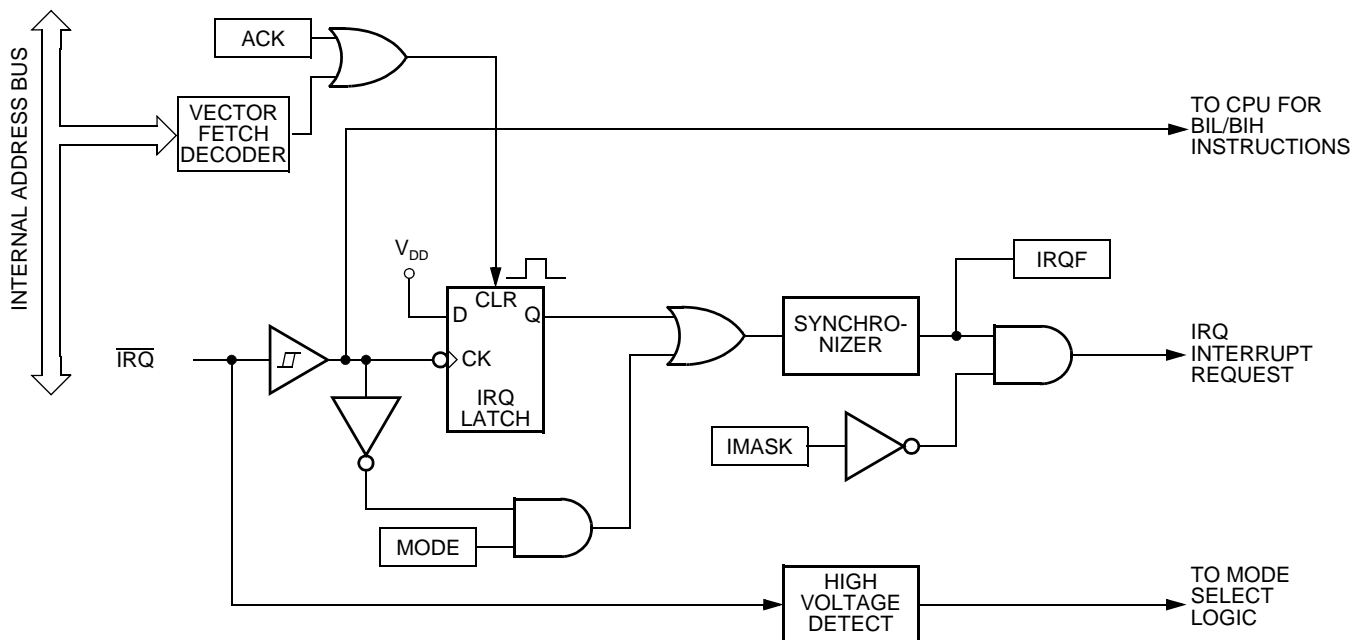 INTERNAL ADDRESS BUS
ACK
VECTOR
FETCH
DECODER
TO CPU FOR
BIL/BIH
INSTRUCTIONS
VDD
CLR
D
Q
CK
IRQ
LATCH
IRQ
SYNCHRO-
NIZER
IRQF
IRQ
INTERRUPT
REQUEST
IMASK
MODE
HIGH
VOLTAGE
DETECT
TO MODE
SELECT
LOGIC